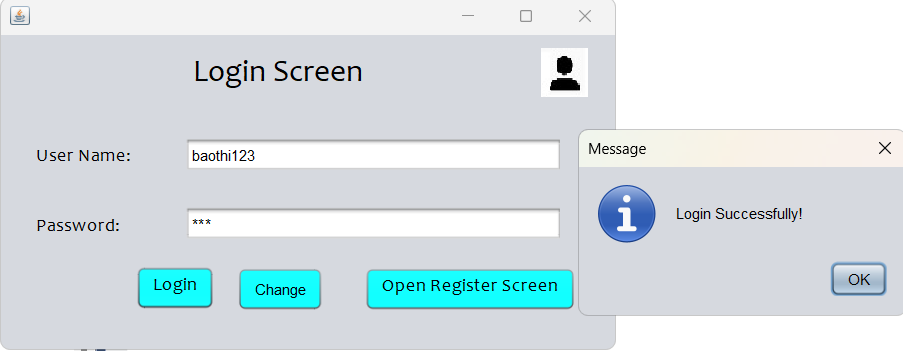 Login Screen
User Name:
baothi123
Password:
***
Login
Change
Open Register Screen
Message
Login Successfully!
OK